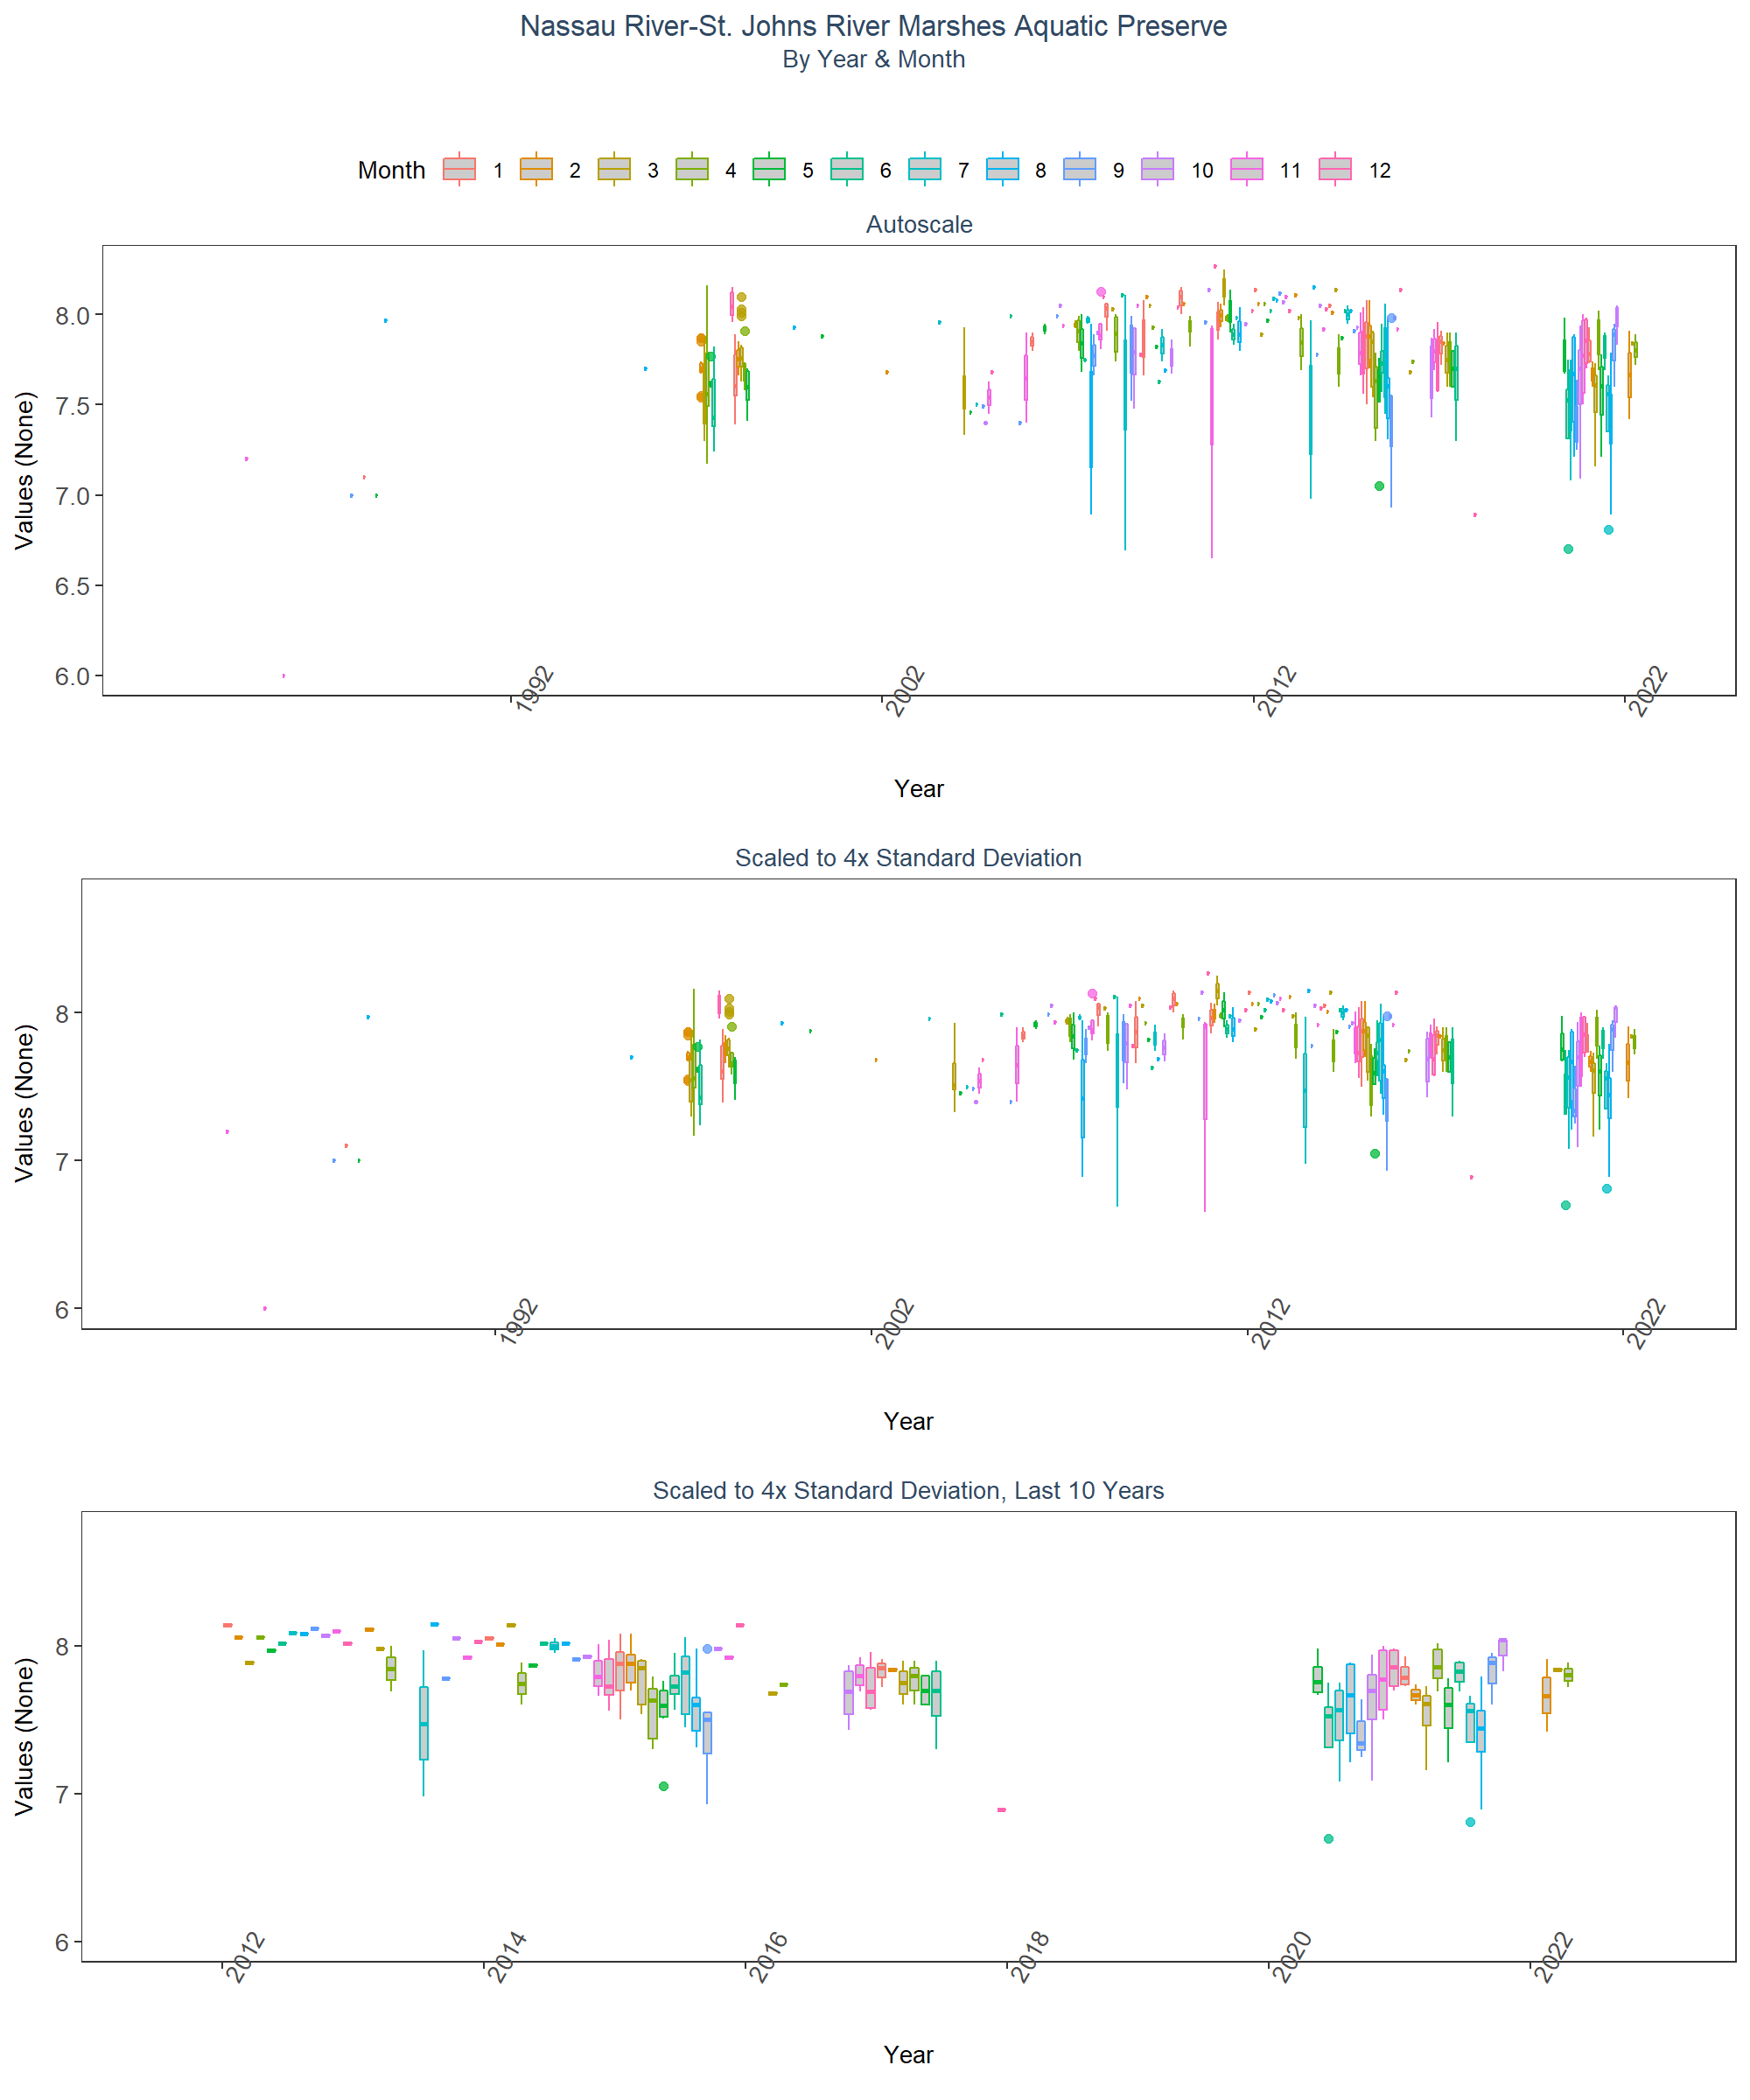 Nassau River-St. Johns River Marshes Aquatic Preserve
By Year & Month
Month 1 2 3 4 5 6 7 8 9 10 11 12
Autoscale
Values (None)
8.0
7.5
7.0
6.5
6.0
1992 2002 2012 2022
Year
Scaled to 4x Standard Deviation
Values (None)
8
7
6
1992 2002 2012 2022
Year
Scaled to 4x Standard Deviation, Last 10 Years
Values (None)
8
7
6
2012 2014 2016 2018 2020 2022
Year